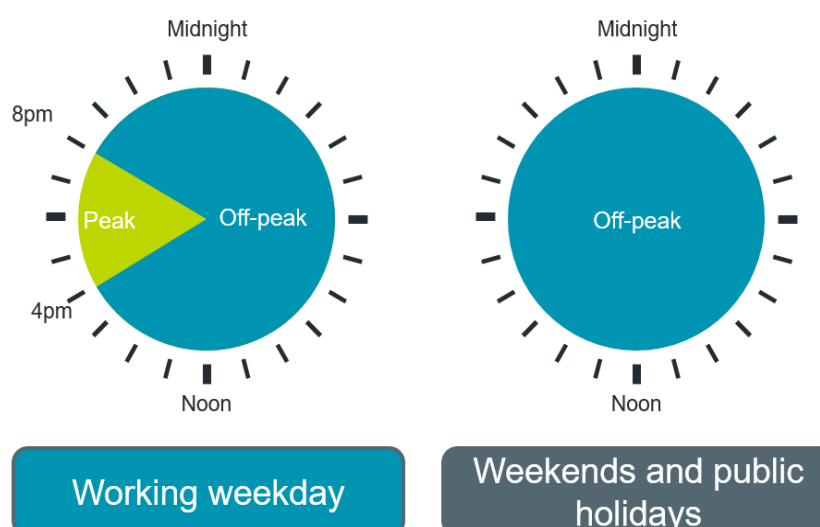 Midnight
8pm
Peak
Off-peak
4pm
Noon
Working weekday
Midnight
Off-peak
Noon
Weekends and public
holidays